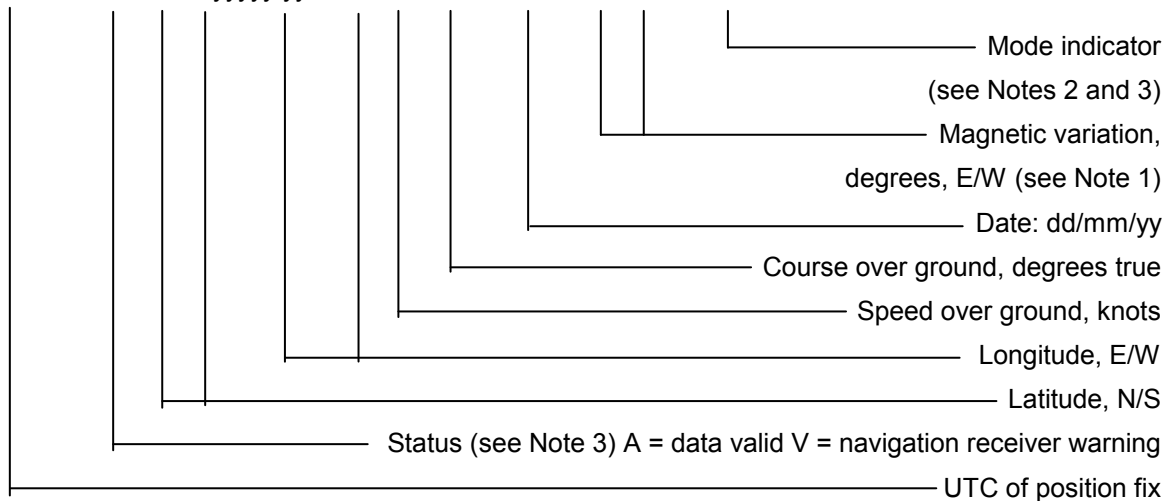 Mode indicator
(see Notes 2 and 3)
Magnetic variation,
degrees, E/W (see Note 1)
Date: dd/mm/yy
Course over ground, degrees true
Speed over ground, knots
Longitude, E/W
Latitude, N/S
Status (see Note 3) A = data valid V = navigation receiver warning
UTC of position fix